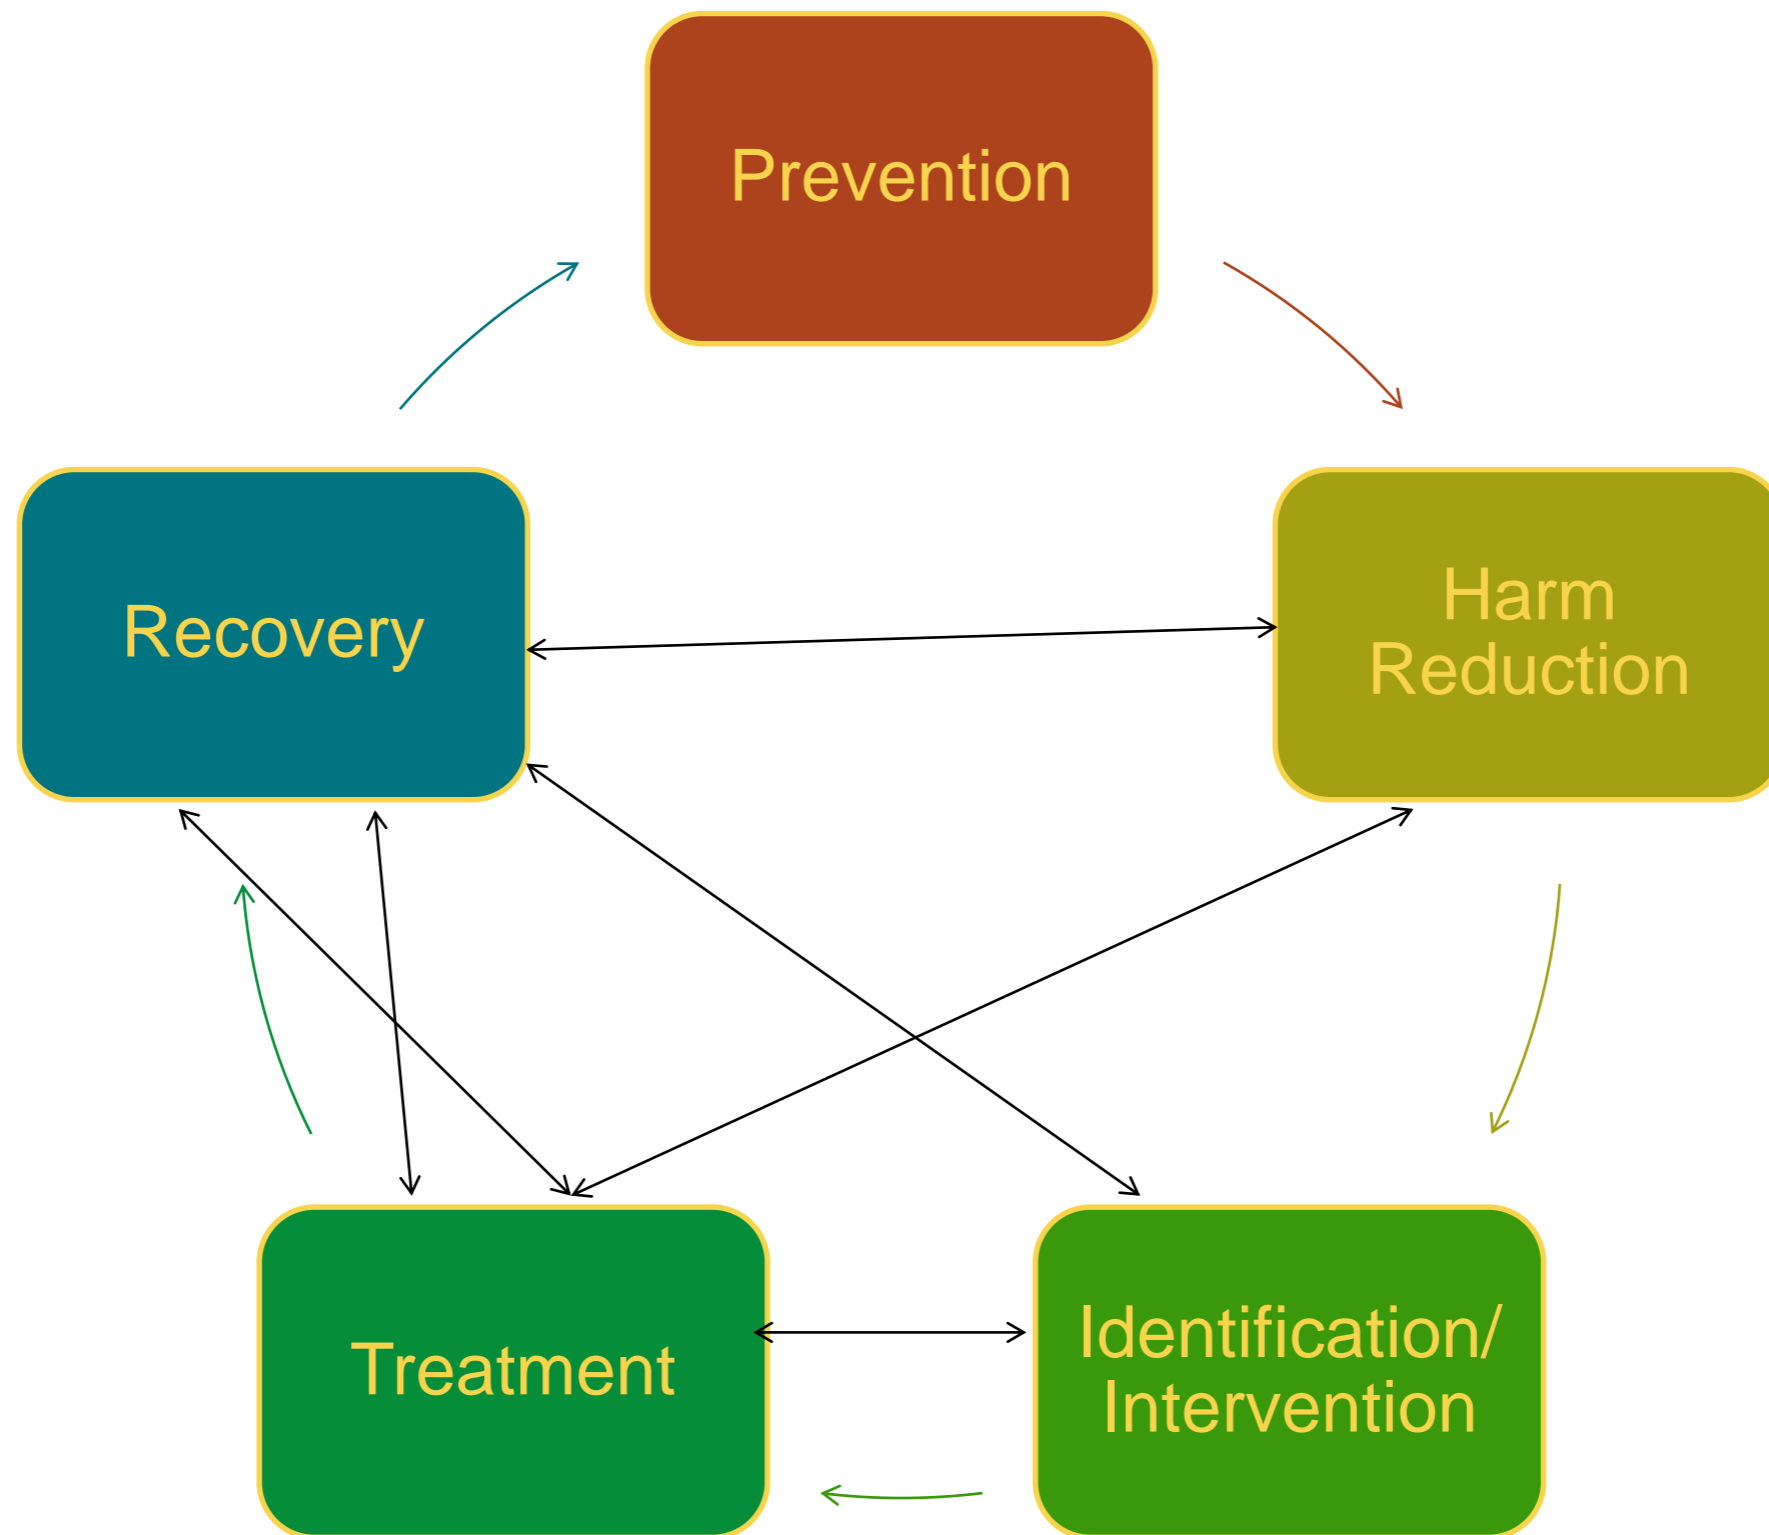 Prevention
Recovery
Harm
Reduction
Treatment
Identification/
Intervention